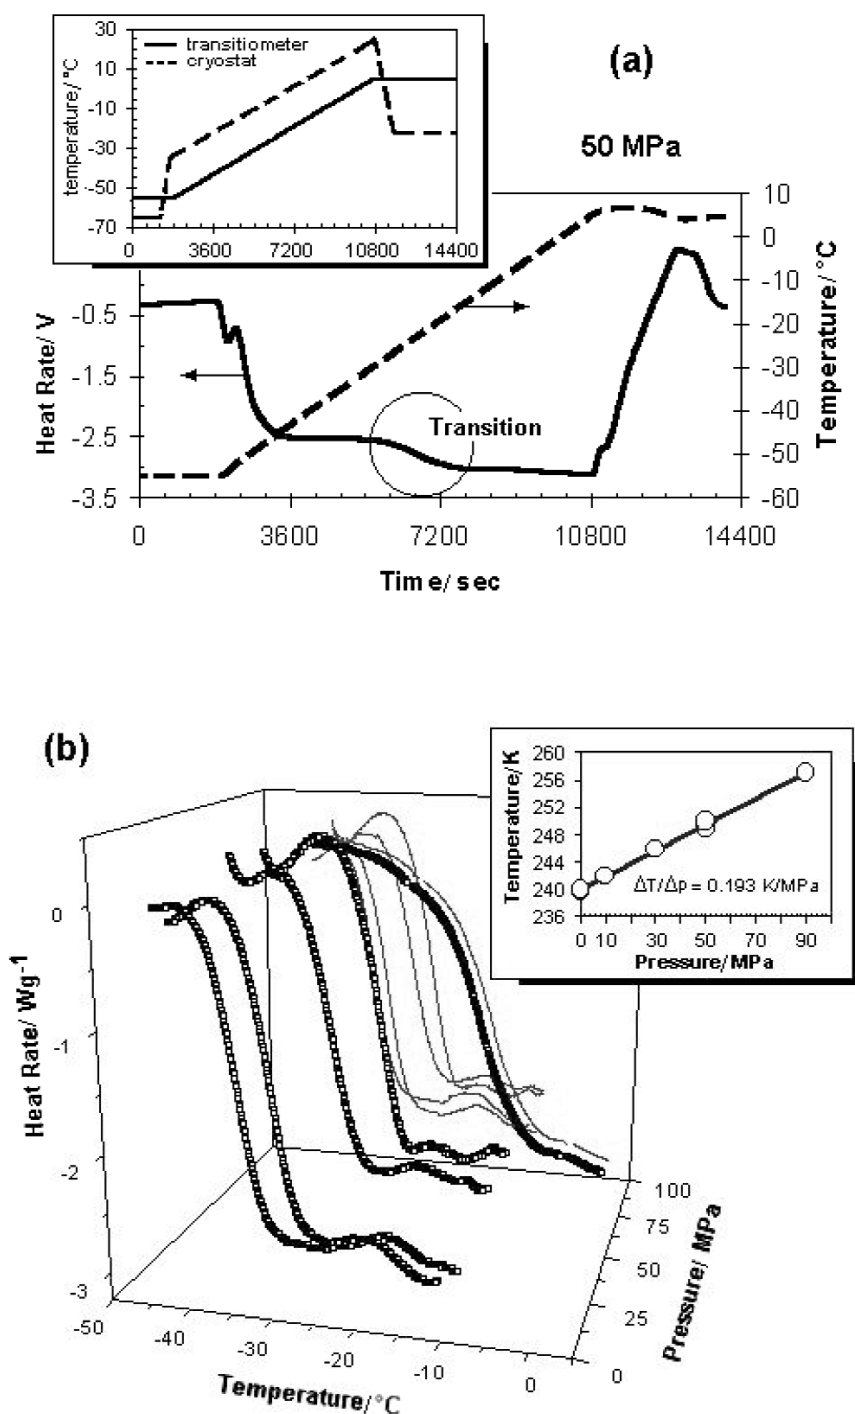 30
10
-10
-30
-50
-70
temperature/°C
transitiometer
cryostat
0 3600 7200 10800 14400
(a)
50 MPa
-0.5
-1.5
-2.5
-3.5
Heat Rate/ V
10
0
-10
-20
-30
-40
-50
-60
Temperature/°C
Transition
0 3600 7200 10800 14400
Time/ sec
(b)
260
256
252
248
244
240
236
Temperature/K
ΔT/Δp = 0.193 K/MPa
0 10 30 50 70 90
Pressure/MPa
0
-1
-2
-3
Heat Rate/ Wg-1
-50 -40 -30 -20 -10 0
Temperature/°C
100
75
50
25
0
Pressure/ MPa